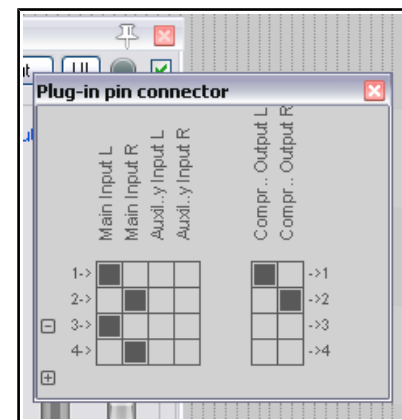 UI
Plug-in pin connector
Main Input L
Main Input R
Auxil..y Input L
Auxil..y Input R
Compr.. Output L
Compr.. Output R
1-> ->1
2-> ->2
3-> ->3
4-> ->4